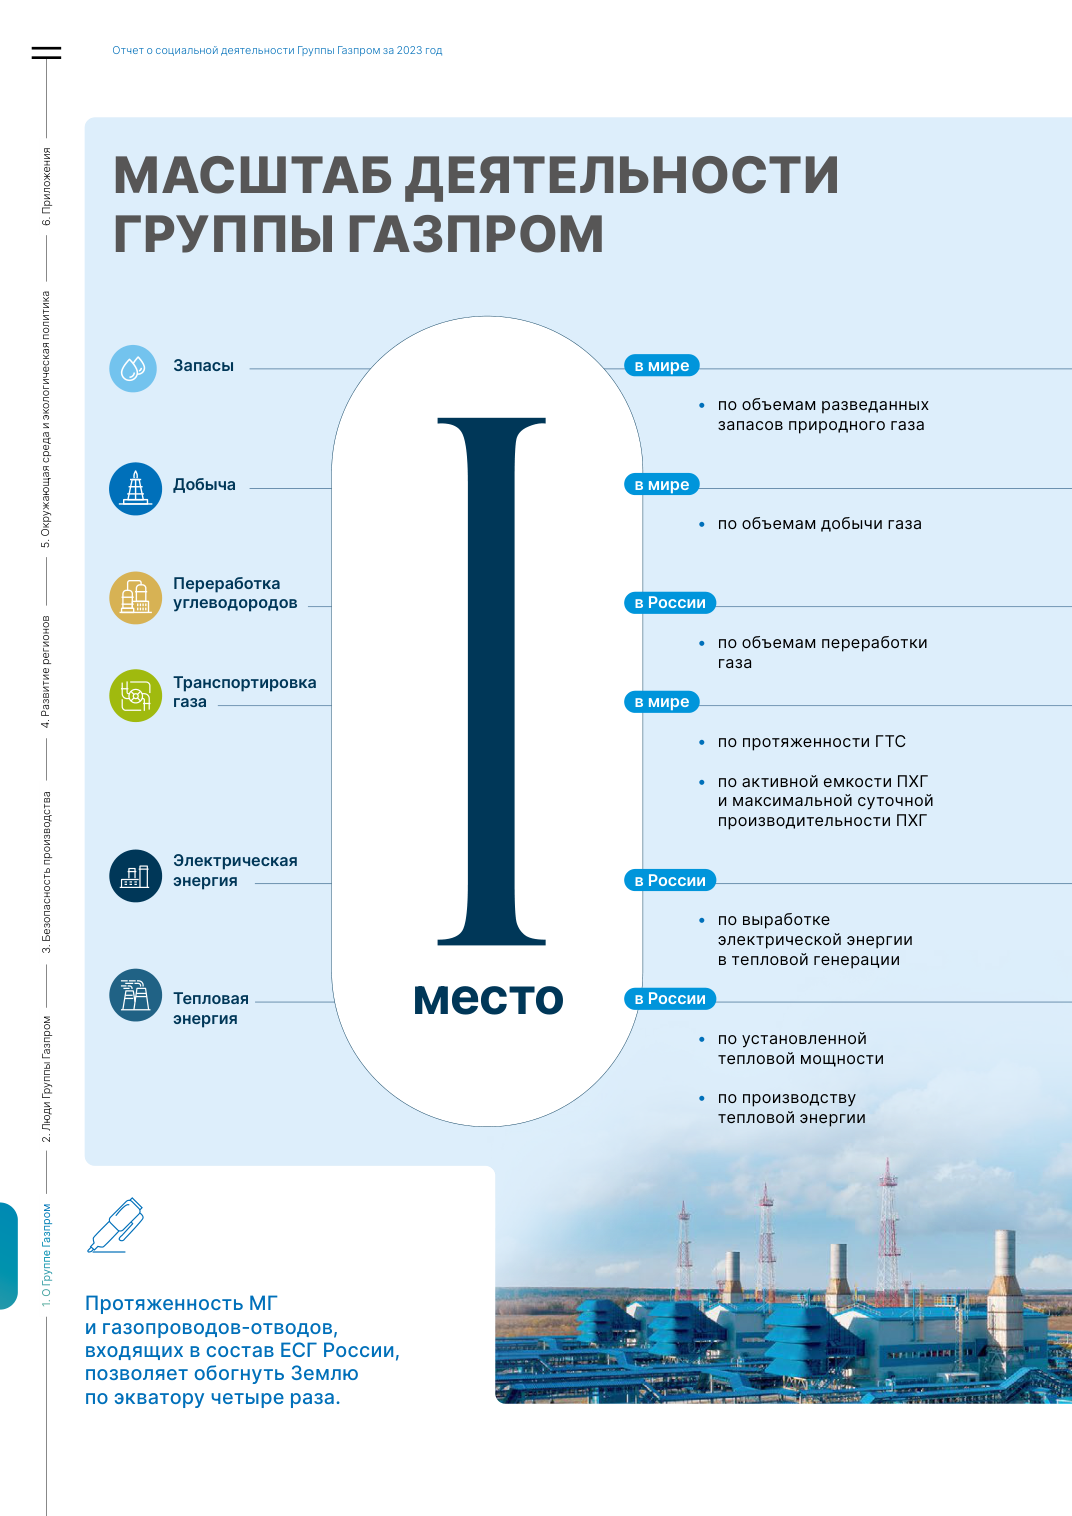 Отчет о социальной деятельности Группы Газпром за 2023 год
МАСШТАБ ДЕЯТЕЛЬНОСТИ
ГРУППЫ ГАЗПРОМ
Запасы
в мире
• по объемам разведанных
запасов природного газа
Добыча
в мире
• по объемам добычи газа
Переработка
углеводородов
в России
• по объемам переработки
газа
Транспортировка
газа
в мире
• по протяженности ГТС
• по активной емкости ПХГ
и максимальной суточной
производительности ПХГ
Электрическая
энергия
в России
• по выработке
электрической энергии
в тепловой генерации
Тепловая
энергия
в России
• по установленной
тепловой мощности
• по производству
тепловой энергии
I
место
Протяженность МГ
и газопроводов-отводов,
входящих в состав ЕСГ России,
позволяет обогнуть Землю
по экватору четыре раза.
6. Приложения
5. Окружающая среда и экологическая политика
4. Развитие регионов
3. Безопасность производства
2. Люди Группы Газпром
1. О Группе Газпром